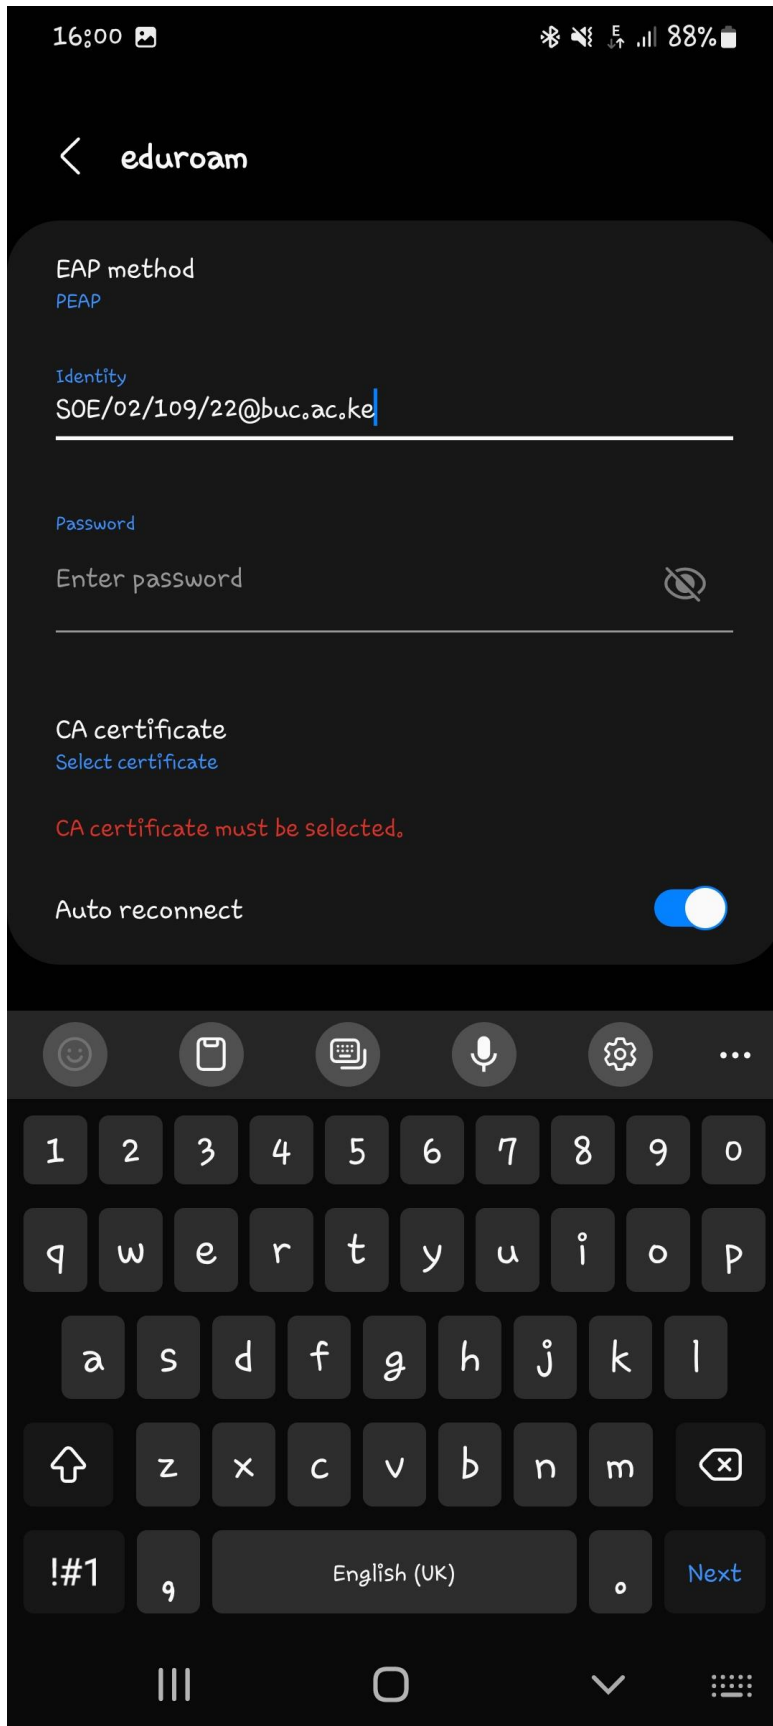 16:00 88%
eduroam
EAP method
PEAP
Identity
SOE/02/109/22@buc.ac.ke
Password
Enter password
CA certificate
Select certificate
CA certificate must be selected.
Auto reconnect
1 2 3 4 5 6 7 8 9 0
q w e r t y u i o p
a s d f g h j k l
z x c v b n m
!#1 , English (UK) . Next